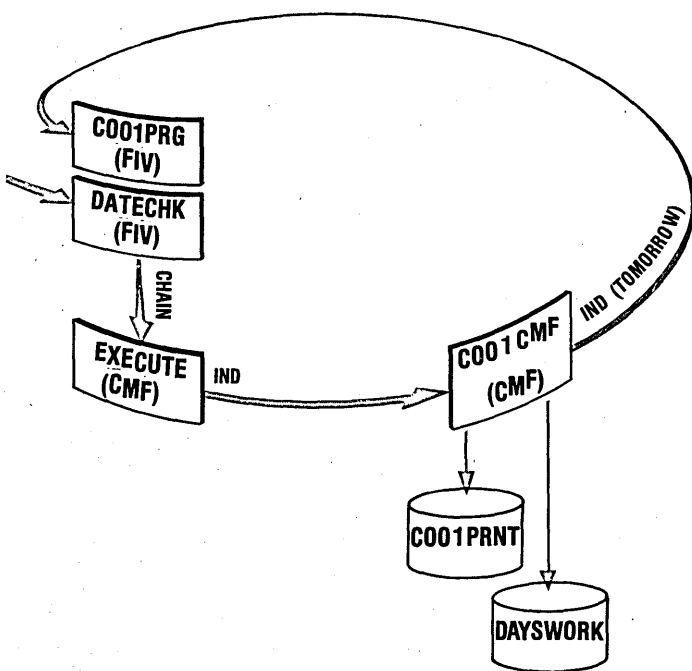 C001PRG
(FIV)
DATECHK
(FIV)
CHAIN
EXECUTE
(CMF)
IND
C001CMF
(CMF)
IND (TOMORROW)
C001PRNT
DAYSWORK